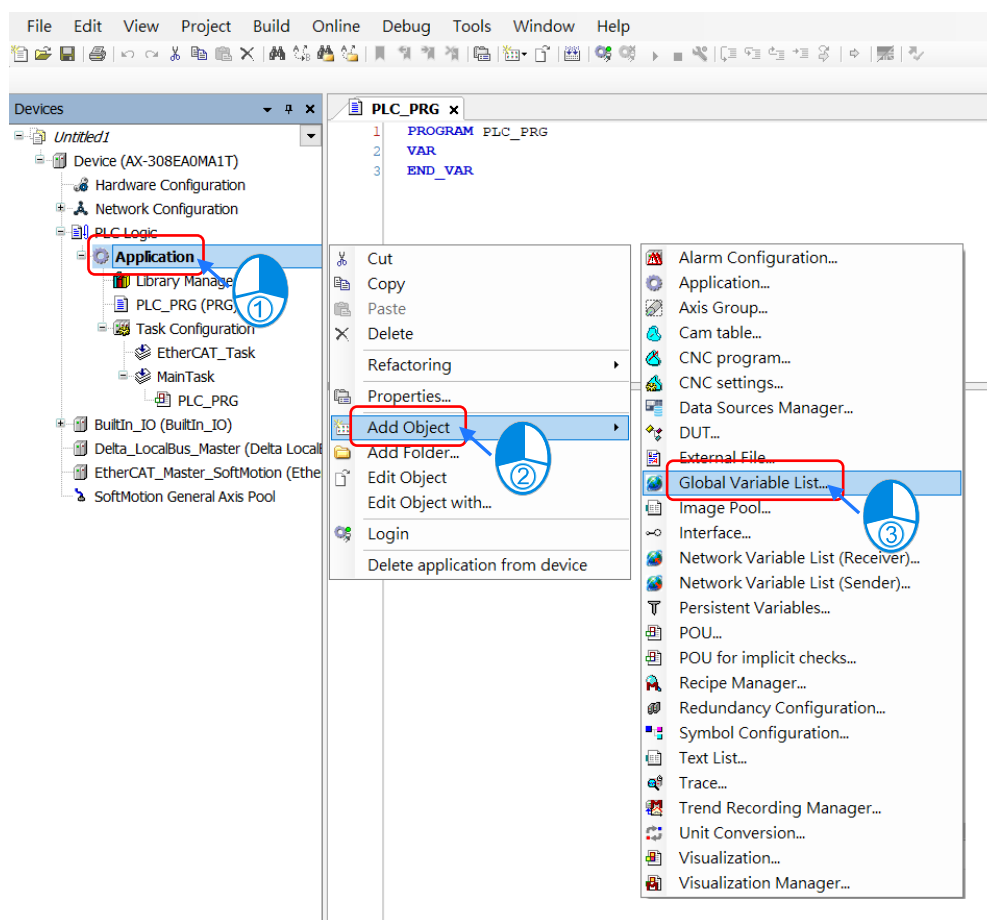 File Edit View Project Build Online Debug Tools Window Help
Devices
Untitled1
Device (AX-308EA0MA1T)
Hardware Configuration
Network Configuration
PLC Logic
Application
Library Manage
PLC_PRG (PRG)
Task Configuration
EtherCAT_Task
MainTask
PLC_PRG
BuiltIn_IO (BuiltIn_IO)
Delta_LocalBus_Master (Delta Local
EtherCAT_Master_SoftMotion (Ethe
SoftMotion General Axis Pool
①
PLC_PRG
1 PROGRAM PLC_PRG
2 VAR
3 END_VAR
Cut
Copy
Paste
Delete
Refactoring
Properties...
Add Object
Add Folder...
Edit Object
Edit Object with...
Login
Delete application from device
②
Alarm Configuration...
Application...
Axis Group...
Cam table...
CNC program...
CNC settings...
Data Sources Manager...
DUT...
External File...
Global Variable List...
Image Pool...
Interface...
Network Variable List (Receiver)...
Network Variable List (Sender)...
Persistent Variables...
POU...
POU for implicit checks...
Recipe Manager...
Redundancy Configuration...
Symbol Configuration...
Text List...
Trace...
Trend Recording Manager...
Unit Conversion...
Visualization...
Visualization Manager...
③